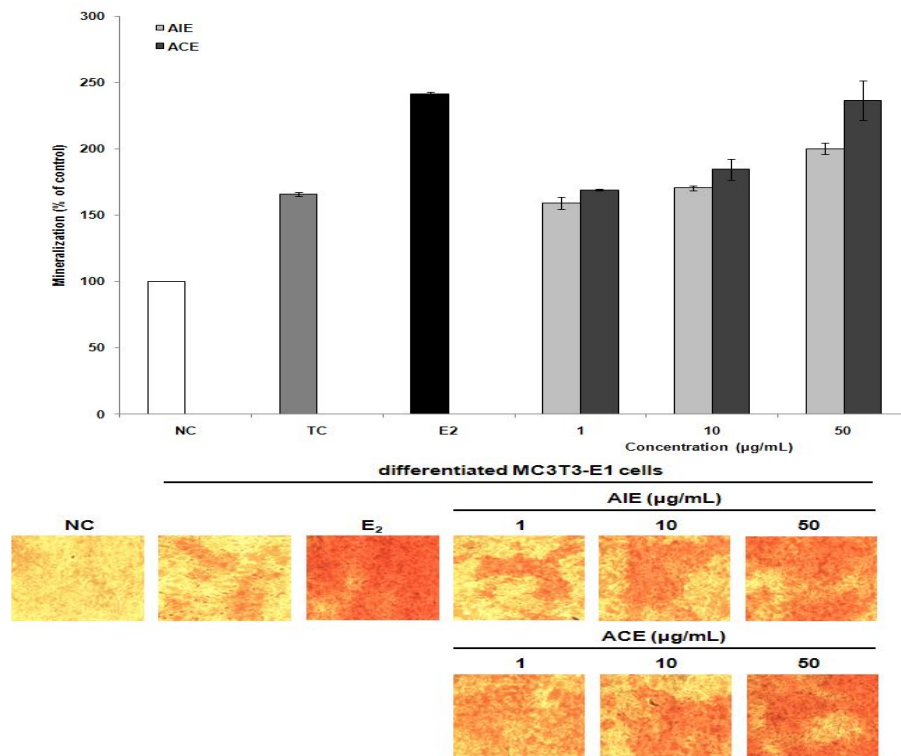 300
AIE
ACE
250
200
150
100
50
0
Mineralization (% of control)
NC TC E2 1 10 50
Concentration (µg/mL)
differentiated MC3T3-E1 cells
AIE (µg/mL)
NC E₂ 1 10 50
ACE (µg/mL)
1 10 50